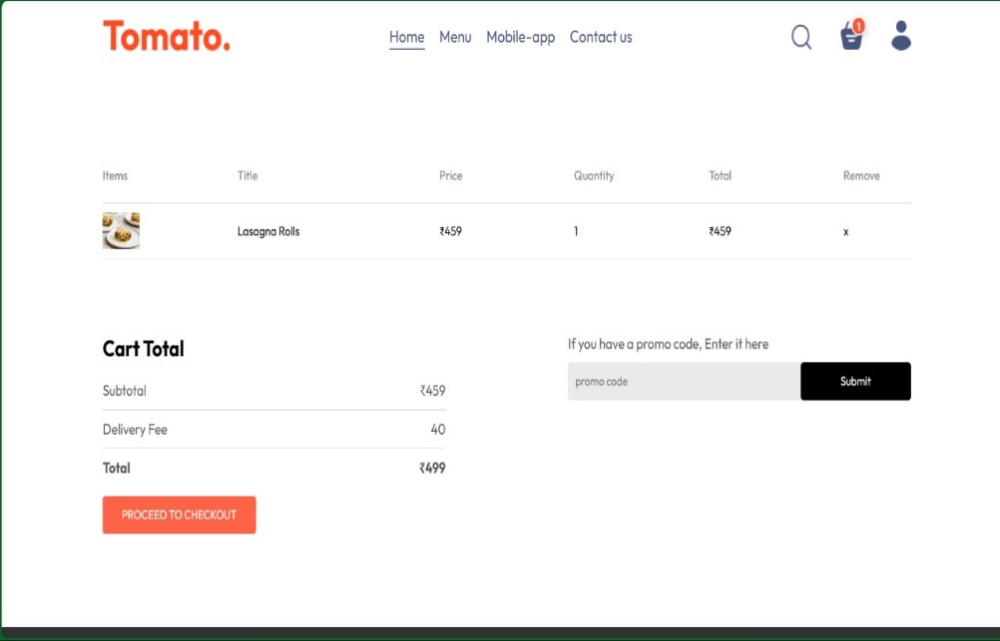 Tomato.
Home Menu Mobile-app Contact us
1
Items Title Price Quantity Total Remove
Lasagna Rolls ₹459 1 ₹459 x
Cart Total
Subtotal ₹459
Delivery Fee 40
Total ₹499
PROCEED TO CHECKOUT
If you have a promo code, Enter it here
promo code Submit